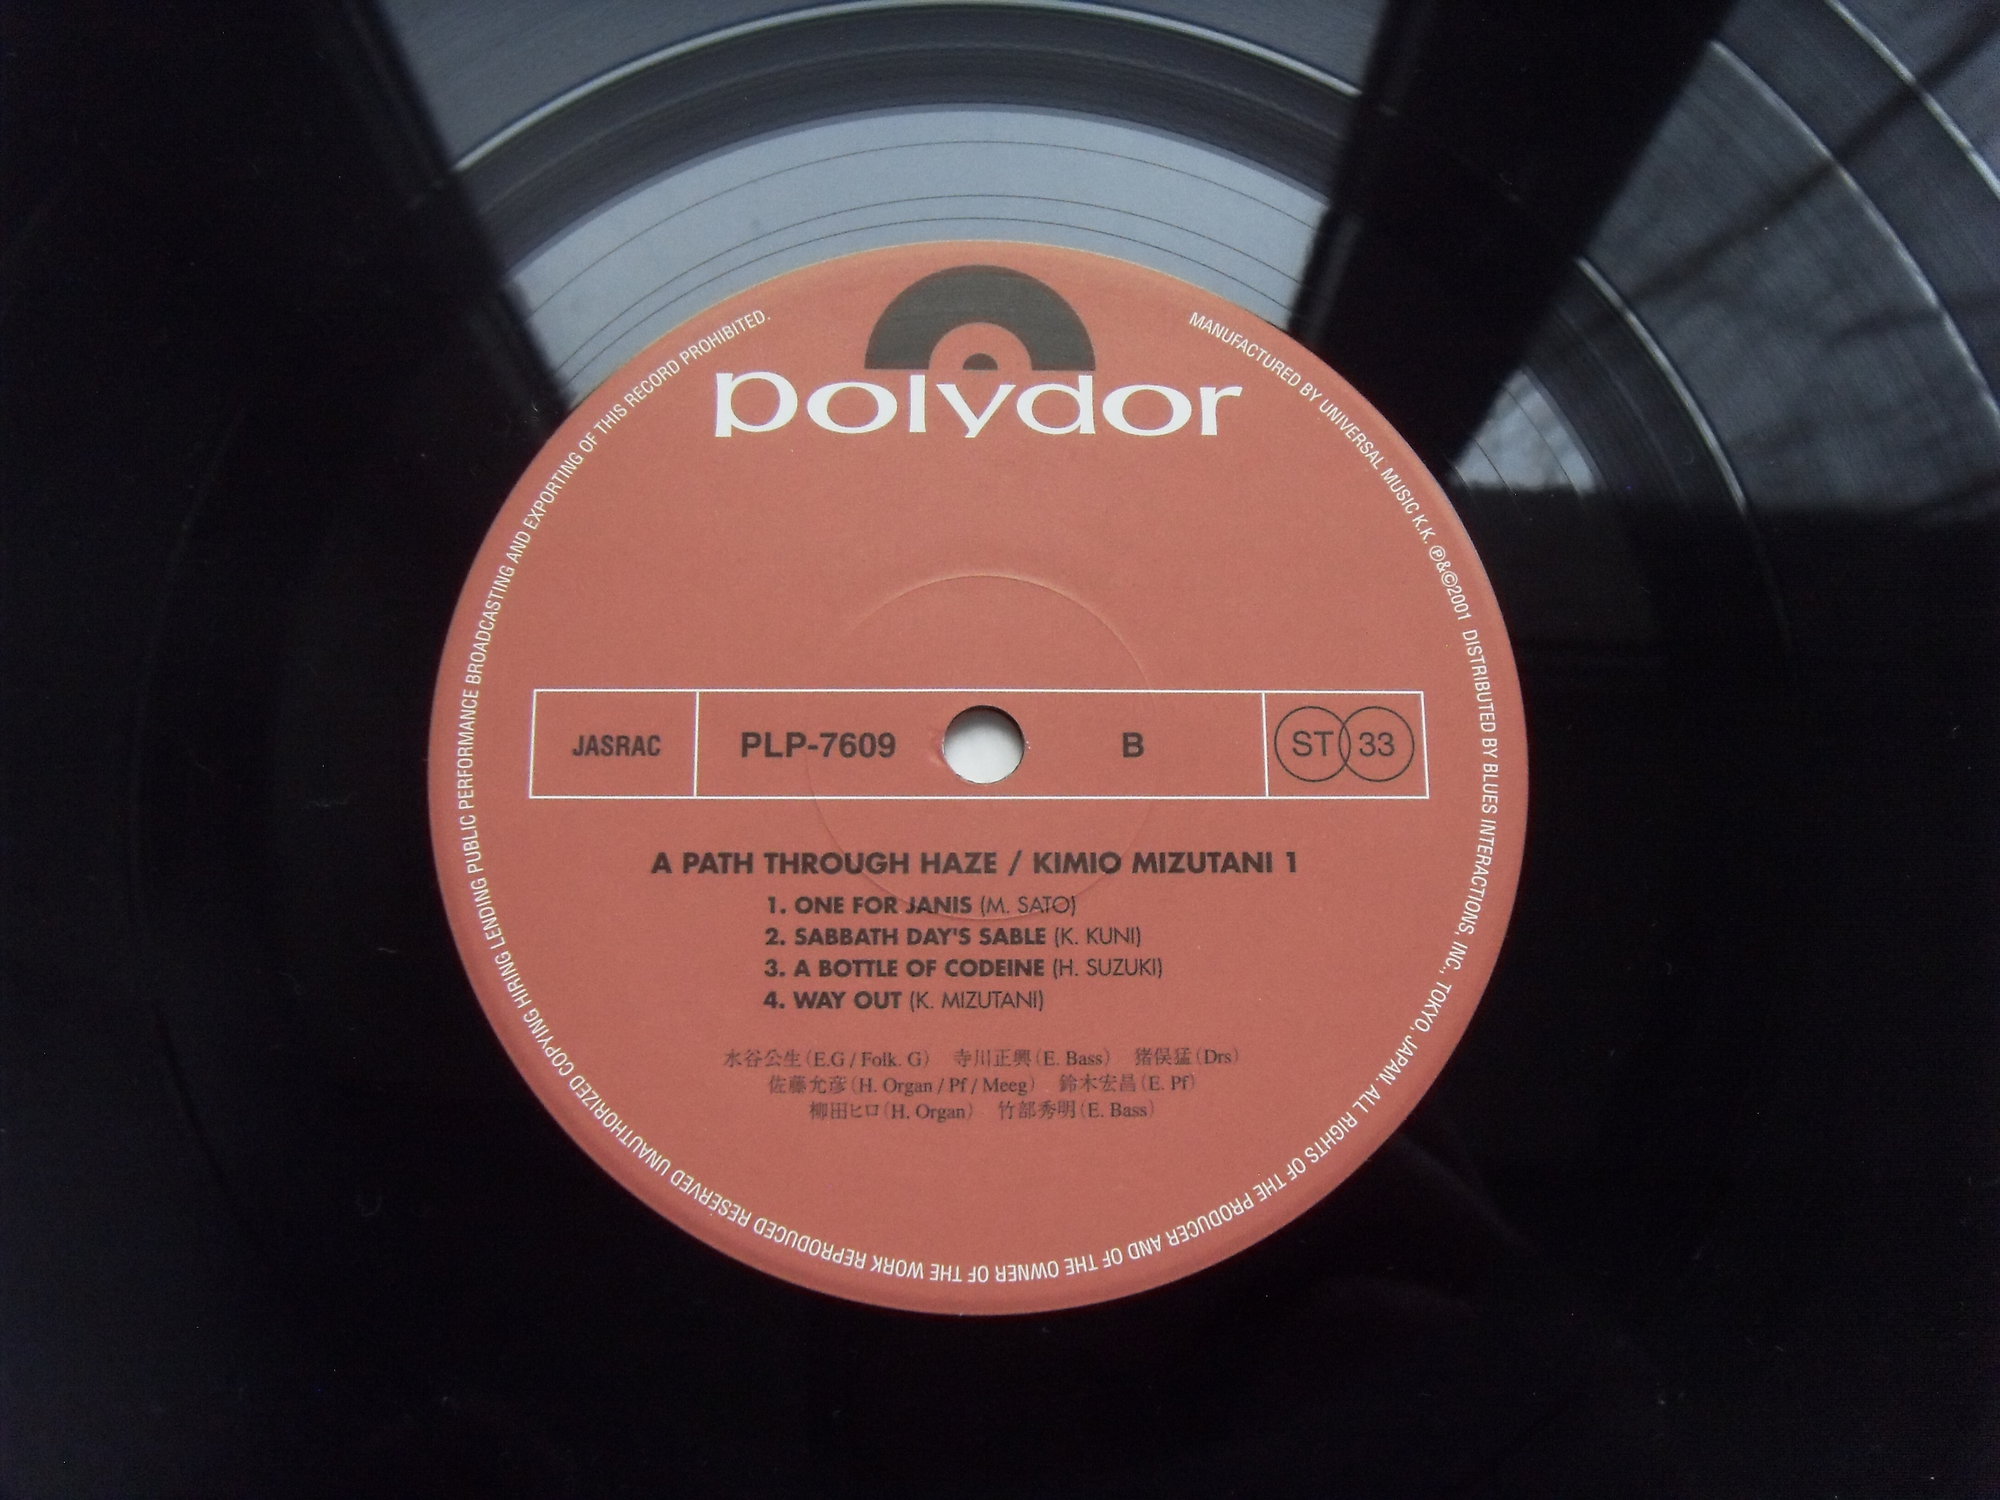 polydor
MANUFACTURED BY UNIVERSAL MUSIC K.K. ℗&©2001 DISTRIBUTED BY BLUES INTERACTIONS, INC., TOKYO, JAPAN. ALL RIGHTS OF THE PRODUCER AND OF THE OWNER OF THE WORK REPRODUCED RESERVED UNAUTHORIZED COPYING HIRING LENDING PUBLIC PERFORMANCE BROADCASTING AND EXPORTING OF THIS RECORD PROHIBITED.
JASRAC PLP-7609 B ST 33
A PATH THROUGH HAZE / KIMIO MIZUTANI 1
1. ONE FOR JANIS (M. SATO)
2. SABBATH DAY'S SABLE (K. KUNI)
3. A BOTTLE OF CODEINE (H. SUZUKI)
4. WAY OUT (K. MIZUTANI)
水谷公生(E.G / Folk. G) 寺川正興(E. Bass) 猪俣猛(Drs)
佐藤允彦(H. Organ / Pf / Meeg) 鈴木宏昌(E. Pf)
柳田ヒロ(H. Organ) 竹部秀明(E. Bass)